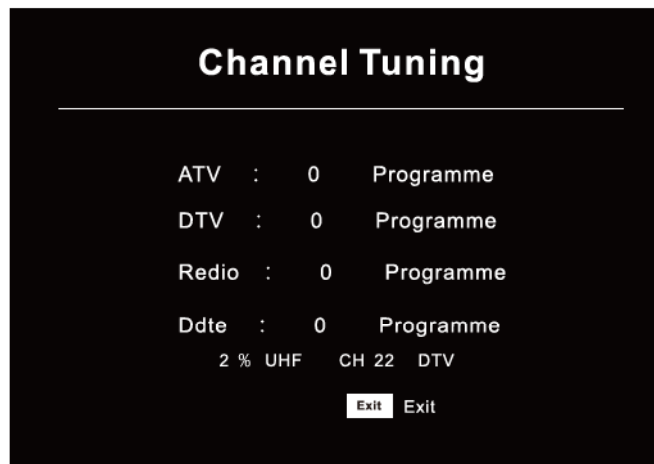 Channel Tuning
ATV : 0 Programme
DTV : 0 Programme
Redio : 0 Programme
Ddte : 0 Programme
2 % UHF CH 22 DTV
Exit Exit